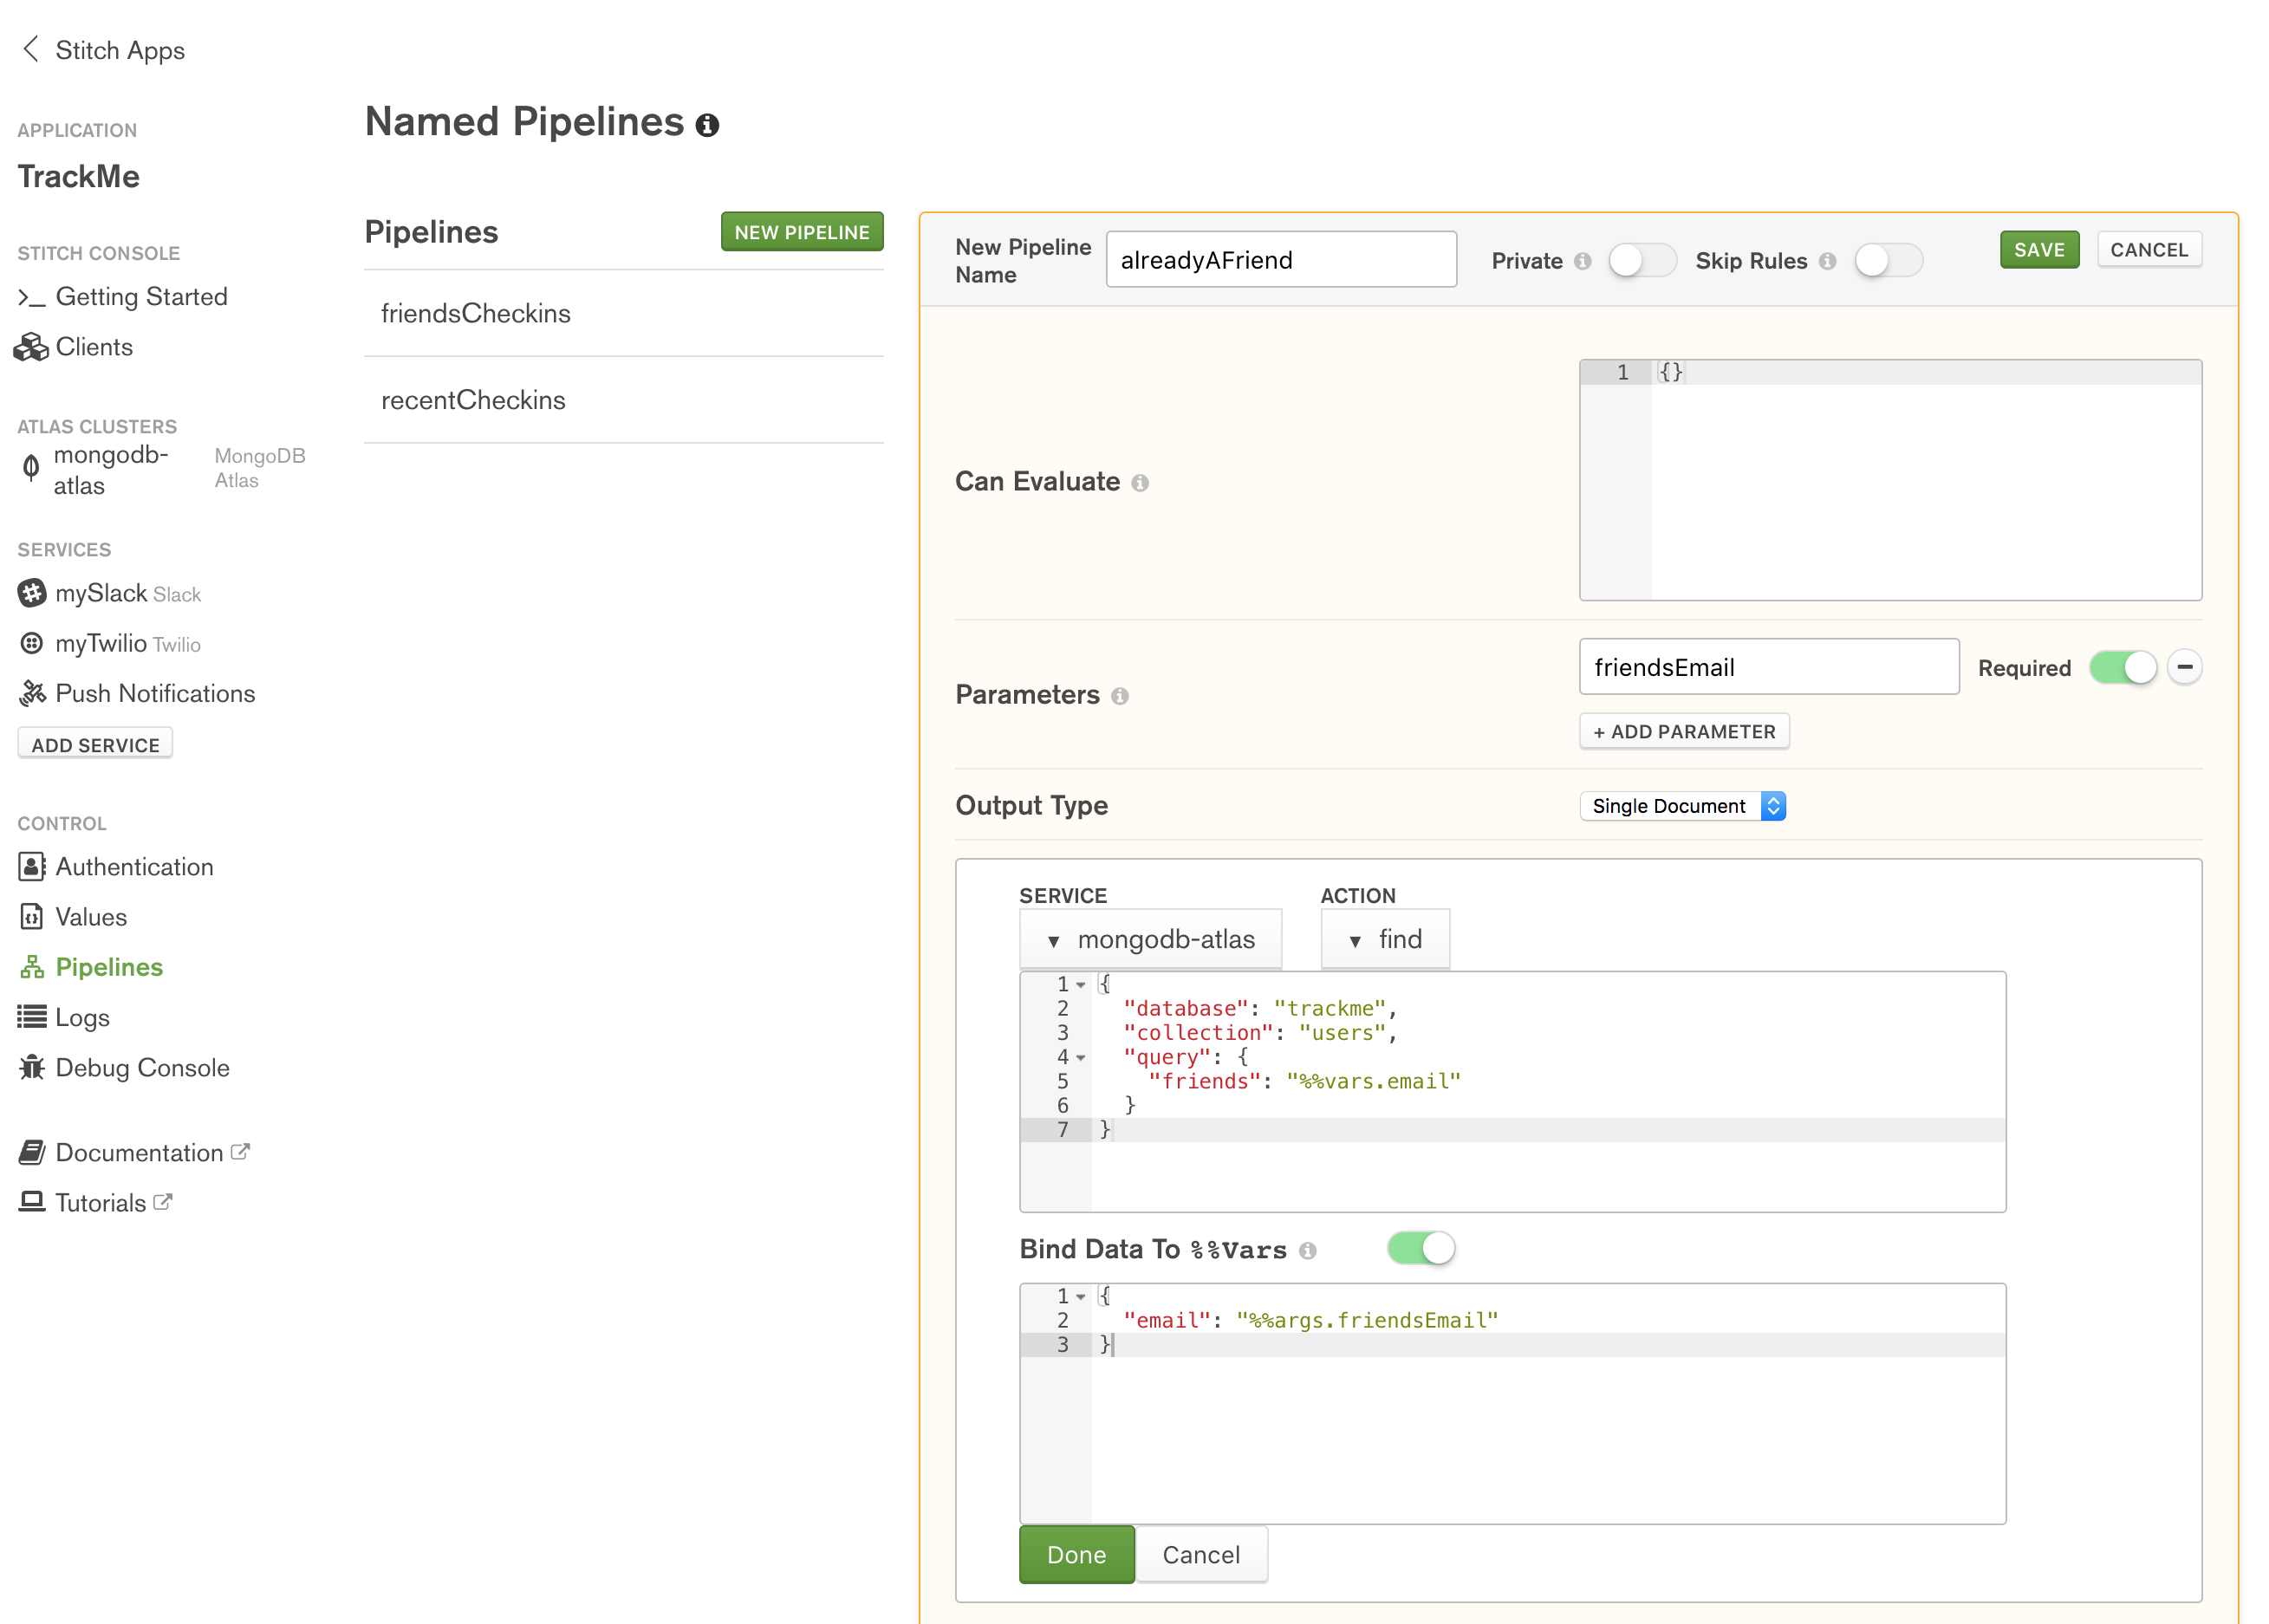 Stitch Apps
APPLICATION
TrackMe
STITCH CONSOLE
Getting Started
Clients
ATLAS CLUSTERS
mongodb-
atlas
MongoDB
Atlas
SERVICES
mySlack Slack
myTwilio Twilio
Push Notifications
ADD SERVICE
CONTROL
Authentication
Values
Pipelines
Logs
Debug Console
Documentation
Tutorials
Named Pipelines
Pipelines
NEW PIPELINE
friendsCheckins
recentCheckins
New Pipeline
Name
alreadyAFriend
Private
Skip Rules
SAVE
CANCEL
Can Evaluate
1 {}
Parameters
friendsEmail
Required
+ ADD PARAMETER
Output Type
Single Document
SERVICE
ACTION
mongodb-atlas
find
1 {
2 "database": "trackme",
3 "collection": "users",
4 "query": {
5 "friends": "%%vars.email"
6 }
7 }
Bind Data To %%Vars
1 {
2 "email": "%%args.friendsEmail"
3 }
Done
Cancel